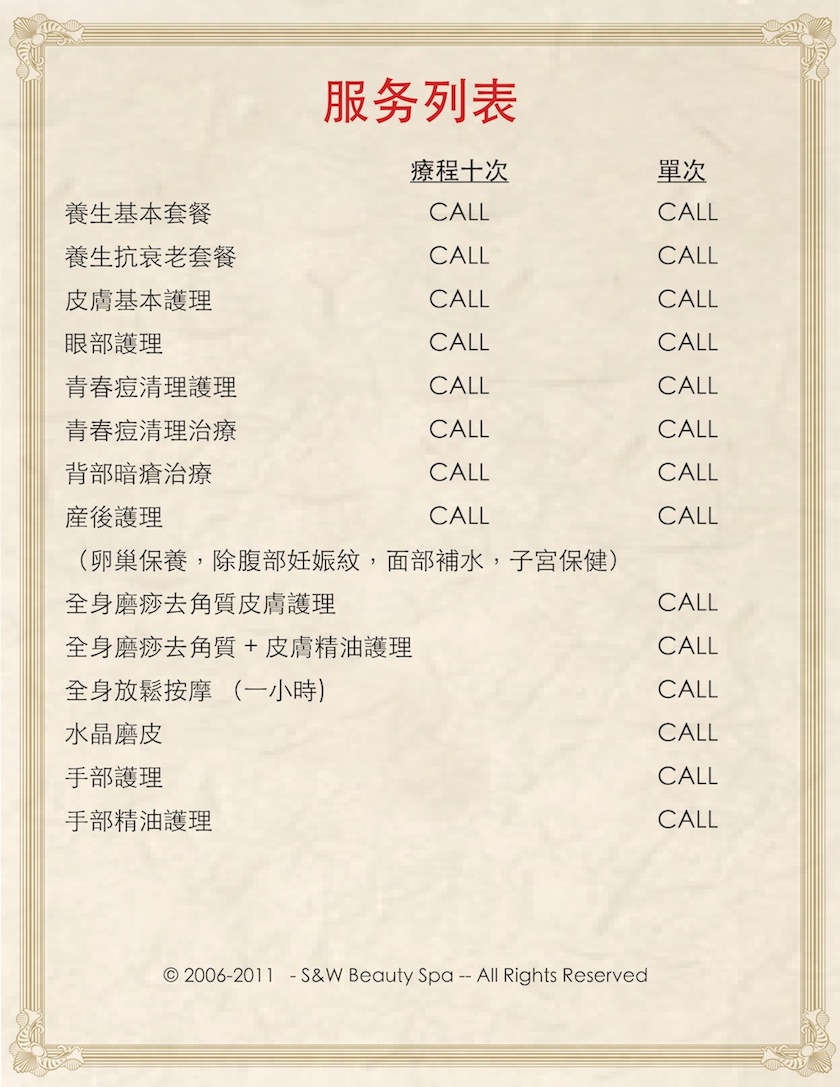 服务列表
療程十次 單次
養生基本套餐 CALL CALL
養生抗衰老套餐 CALL CALL
皮膚基本護理 CALL CALL
眼部護理 CALL CALL
青春痘清理護理 CALL CALL
青春痘清理治療 CALL CALL
背部暗瘡治療 CALL CALL
産後護理 CALL CALL
（卵巢保養，除腹部妊娠紋，面部補水，子宮保健）
全身磨痧去角質皮膚護理 CALL
全身磨痧去角質 + 皮膚精油護理 CALL
全身放鬆按摩 （一小時) CALL
水晶磨皮 CALL
手部護理 CALL
手部精油護理 CALL
© 2006-2011 - S&W Beauty Spa -- All Rights Reserved